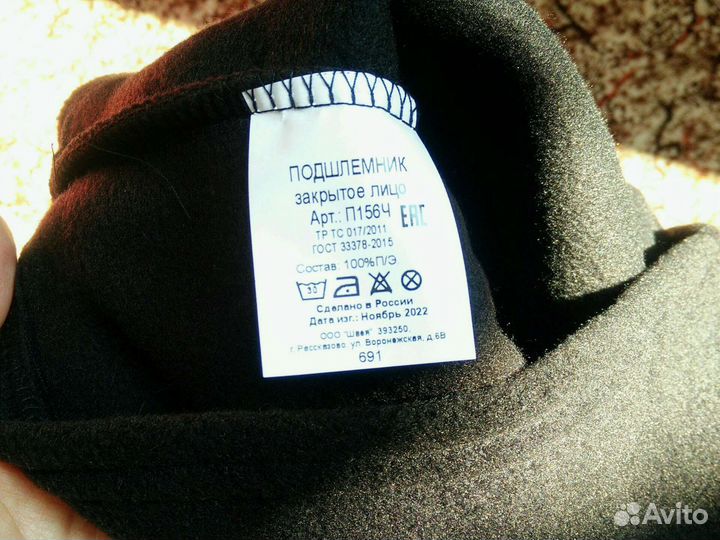 ПОДШЛЕМНИК
закрытое лицо
Арт.: П156Ч EAC
ТР ТС 017/2011
ГОСТ 33378-2015
Состав: 100%П/Э
30
Сделано в России
Дата изг.: Ноябрь 2022
ООО "Швея" 393250,
г. Рассказово, ул. Воронежская, д.6В
691
Avito